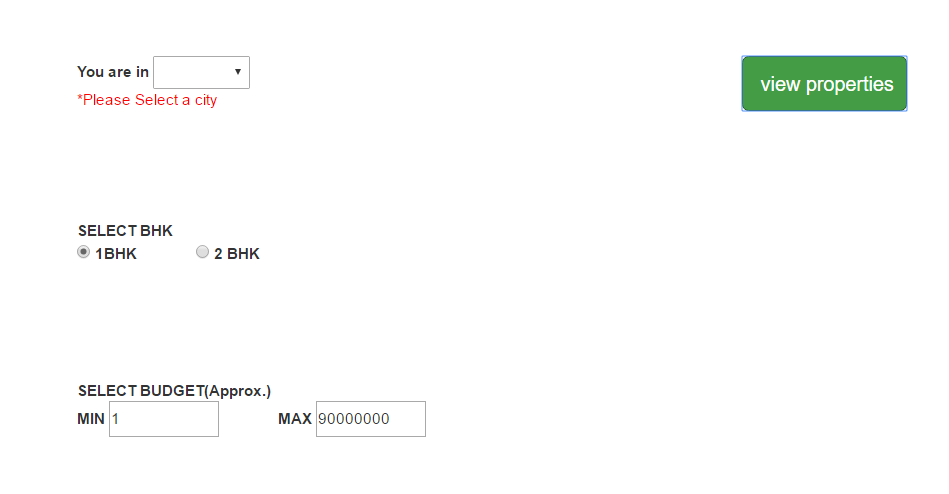 You are in
view properties
*Please Select a city
SELECT BHK
1BHK 2 BHK
SELECT BUDGET(Approx.)
MIN 1 MAX 90000000